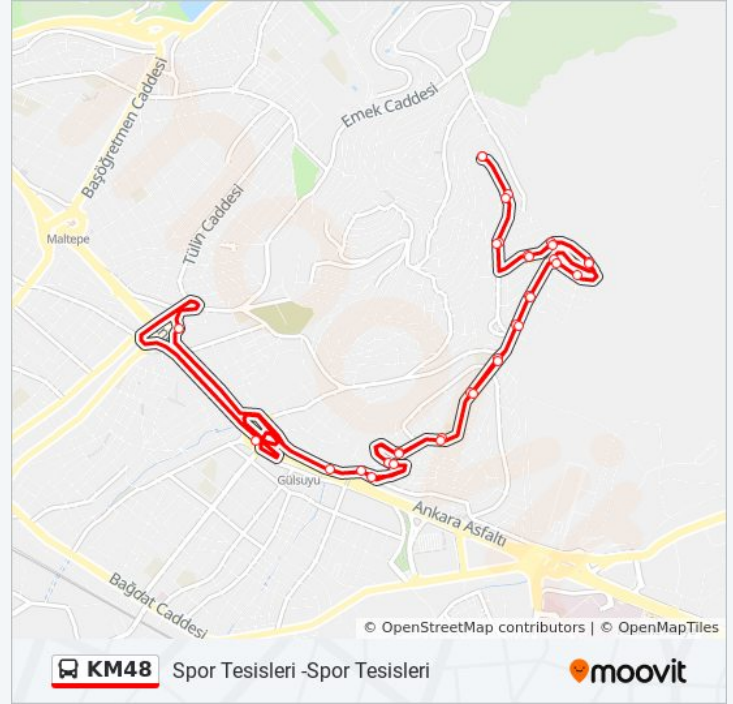 Emek Caddesi
Başöğretmen Caddesi
Tülin Caddesi
Maltepe
Gülsuyu
Ankara Asfaltı
Bağdat Caddesi
© OpenStreetMap contributors | © OpenMapTiles
KM48 Spor Tesisleri -Spor Tesisleri
moovit